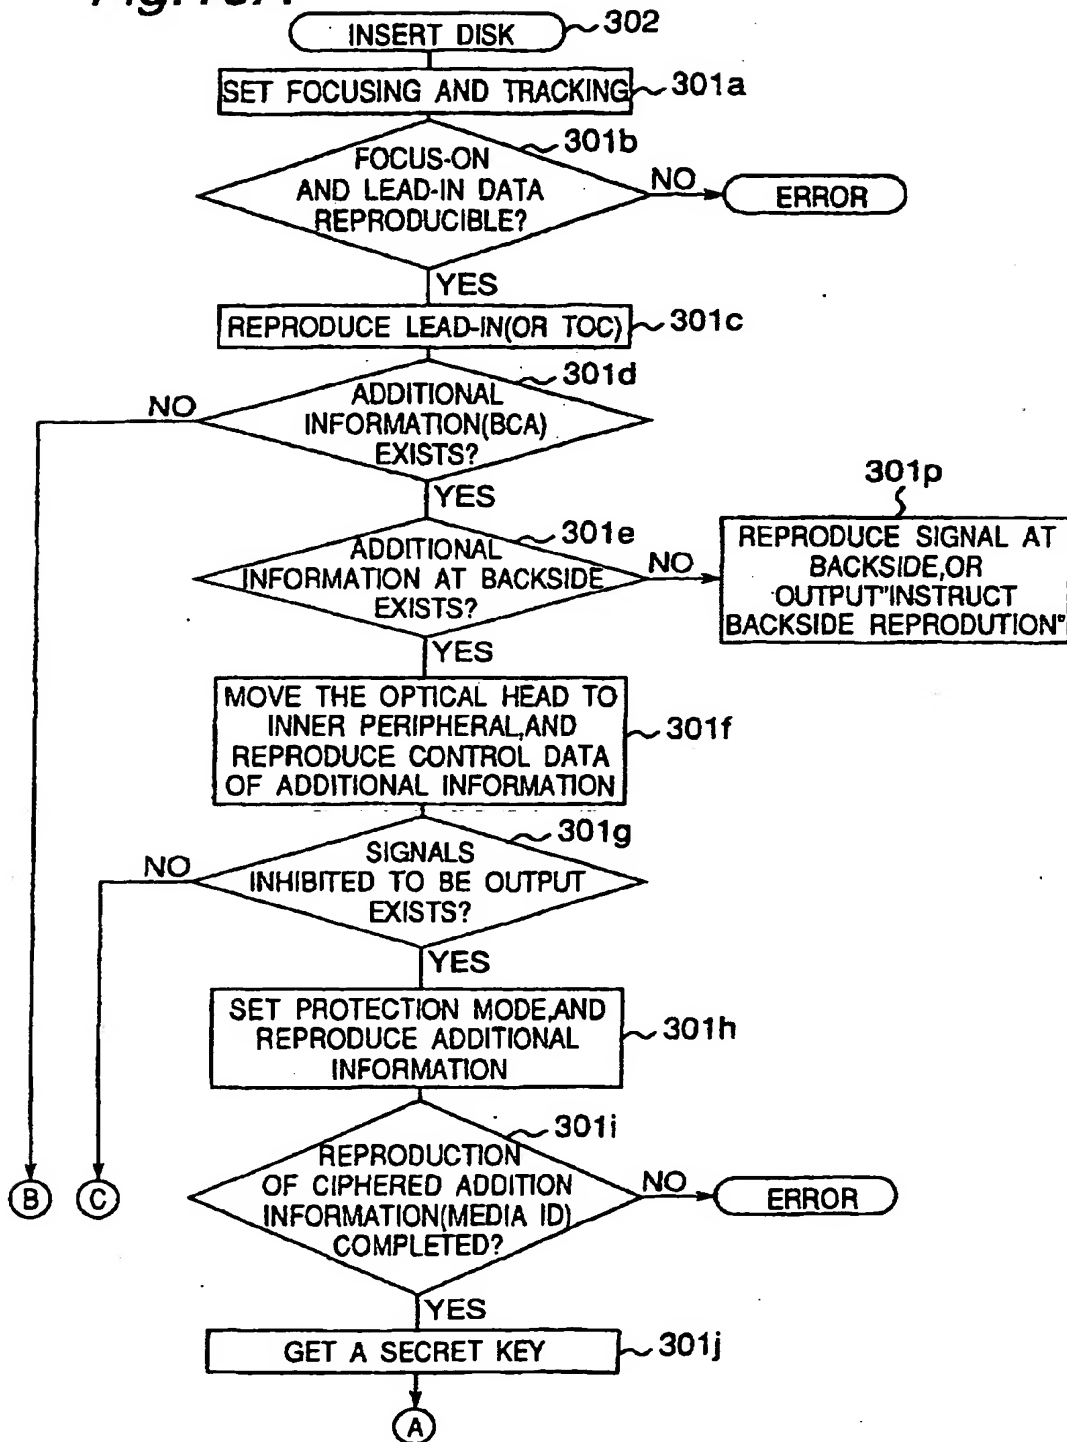 INSERT DISK
302
SET FOCUSING AND TRACKING
301a
301b
FOCUS-ON
AND LEAD-IN DATA
REPRODUCIBLE?
NO
ERROR
YES
REPRODUCE LEAD-IN(OR TOC)
301c
301d
NO
ADDITIONAL
INFORMATION(BCA)
EXISTS?
YES
301e
ADDITIONAL
INFORMATION AT BACKSIDE
EXISTS?
NO
301p
REPRODUCE SIGNAL AT
BACKSIDE,OR
OUTPUT"INSTRUCT
BACKSIDE REPRODUTION"
YES
MOVE THE OPTICAL HEAD TO
INNER PERIPHERAL,AND
REPRODUCE CONTROL DATA
OF ADDITIONAL INFORMATION
301f
301g
NO
SIGNALS
INHIBITED TO BE OUTPUT
EXISTS?
YES
SET PROTECTION MODE,AND
REPRODUCE ADDITIONAL
INFORMATION
301h
301i
REPRODUCTION
OF CIPHERED ADDITION
INFORMATION(MEDIA ID)
COMPLETED?
NO
ERROR
B
C
YES
GET A SECRET KEY
301j
A